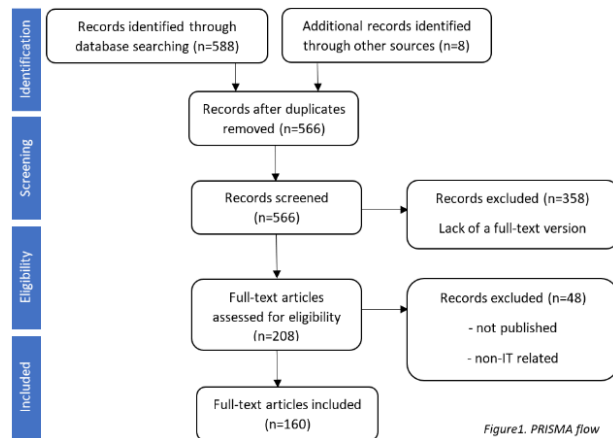 Identification
Records identified through
database searching (n=588)
Additional records identified
through other sources (n=8)
Records after duplicates
removed (n=566)
Screening
Records screened
(n=566)
Records excluded (n=358)
Lack of a full-text version
Eligibility
Full-text articles
assessed for eligibility
(n=208)
Records excluded (n=48)
- not published
- non-IT related
Included
Full-text articles included
(n=160)
Figure1. PRISMA flow